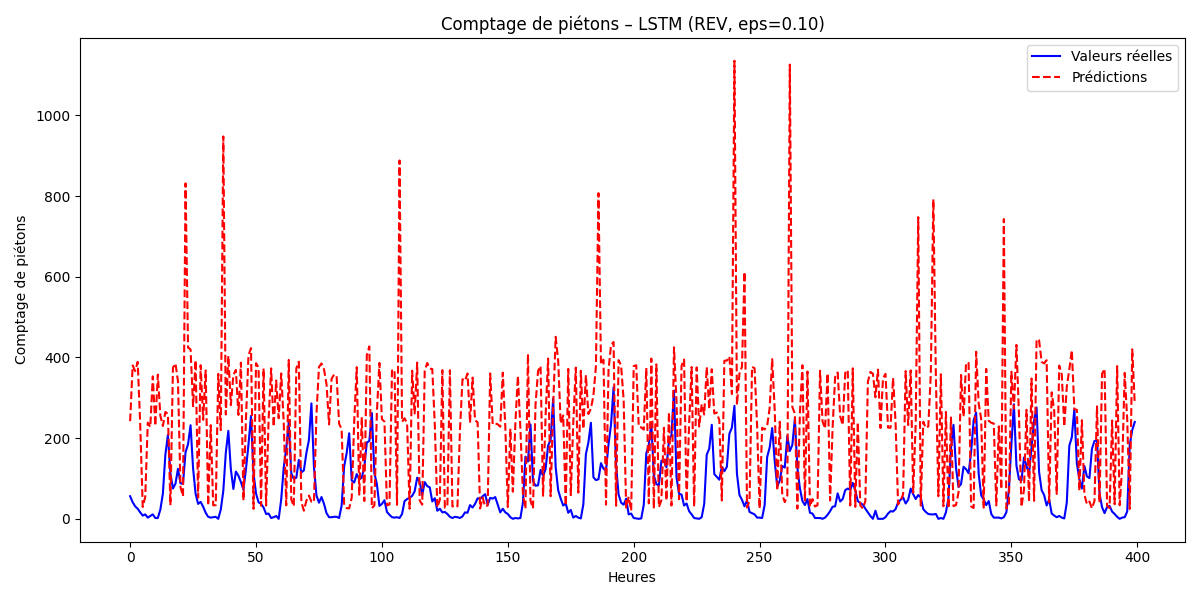 Comptage de piétons – LSTM (REV, eps=0.10)
Valeurs réelles
Prédictions
Comptage de piétons
1000
800
600
400
200
0
0 50 100 150 200 250 300 350 400
Heures